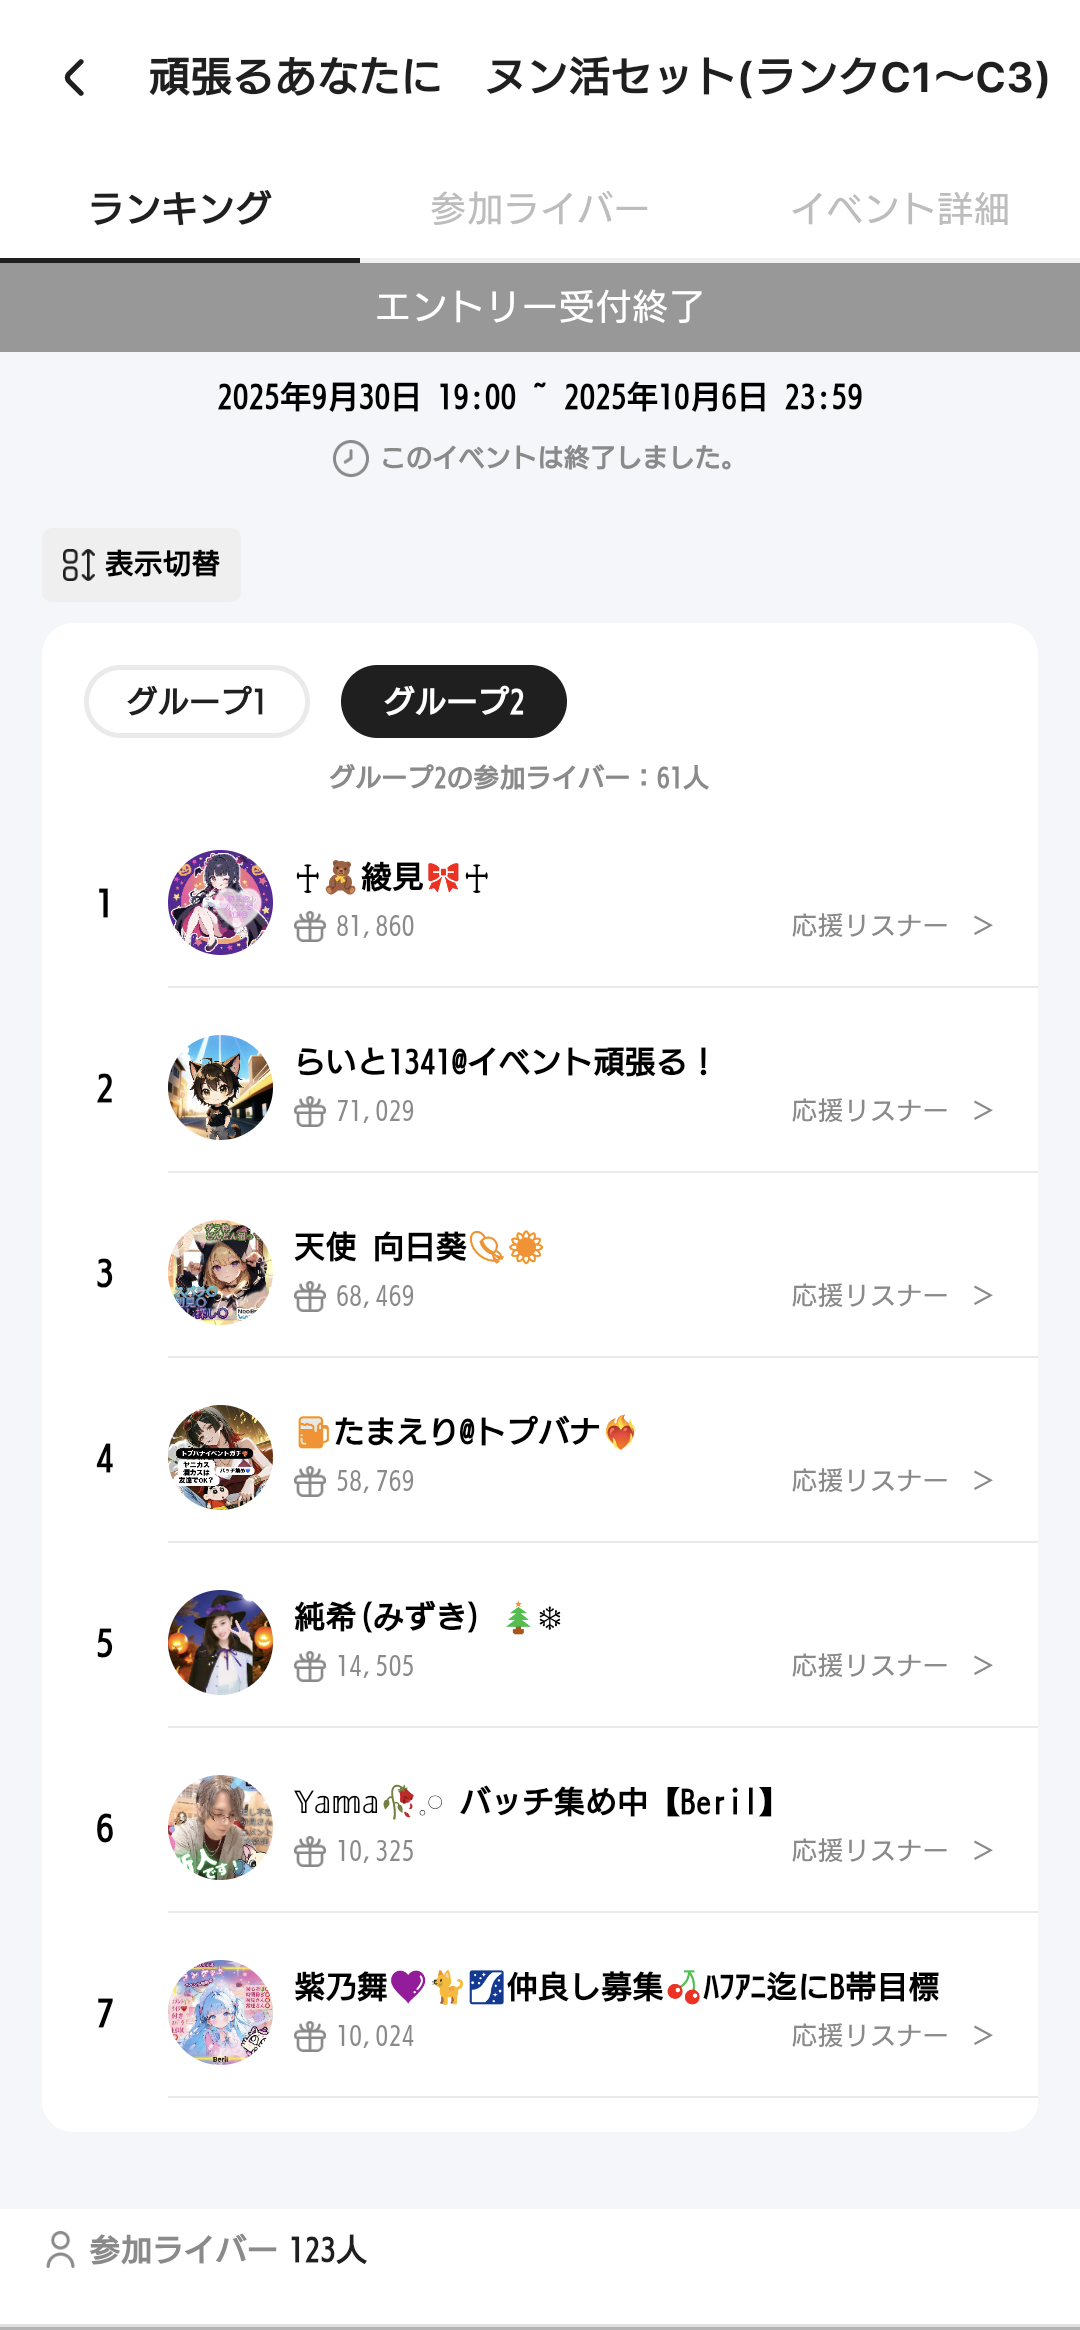 頑張るあなたに　ヌン活セット(ランクC1〜C3)
ランキング 参加ライバー イベント詳細
エントリー受付終了
2025年9月30日 19:00 ~ 2025年10月6日 23:59
このイベントは終了しました。
表示切替
グループ1 グループ2
グループ2の参加ライバー：61人
1 ♱🧸綾見🎀♱
81,860 応援リスナー >
2 らいと1341@イベント頑張る！
71,029 応援リスナー >
3 天使 向日葵👒🌻
68,469 応援リスナー >
4 🍺たまえり@トプバナ❤️‍🔥
58,769 応援リスナー >
5 純希(みずき) 🎄❄
14,505 応援リスナー >
6 𝕐𝕒𝕞𝕒🥀𓈒𓏸 バッチ集め中【Beril】
10,325 応援リスナー >
7 紫乃舞💜🐈🌌仲良し募集🍒ﾊﾌｱﾆ迄にB帯目標
10,024 応援リスナー >
参加ライバー 123人